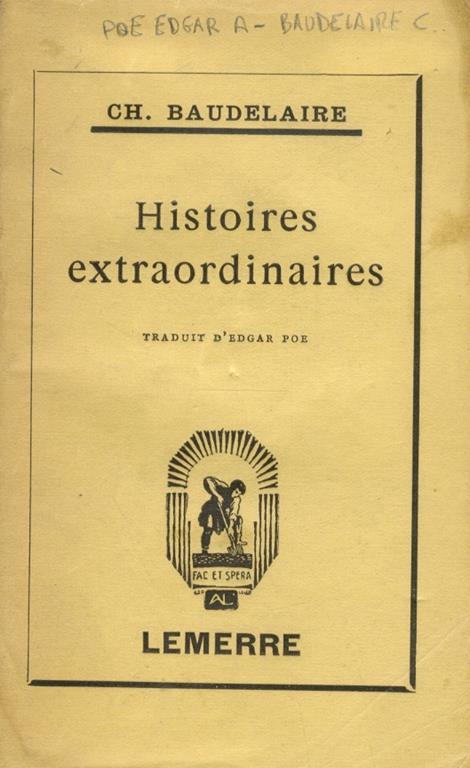 POE EDGAR A - BAUDELAIRE C..
CH. BAUDELAIRE
Histoires
extraordinaires
TRADUIT D'EDGAR POE
FAC ET SPERA
AL
LEMERRE